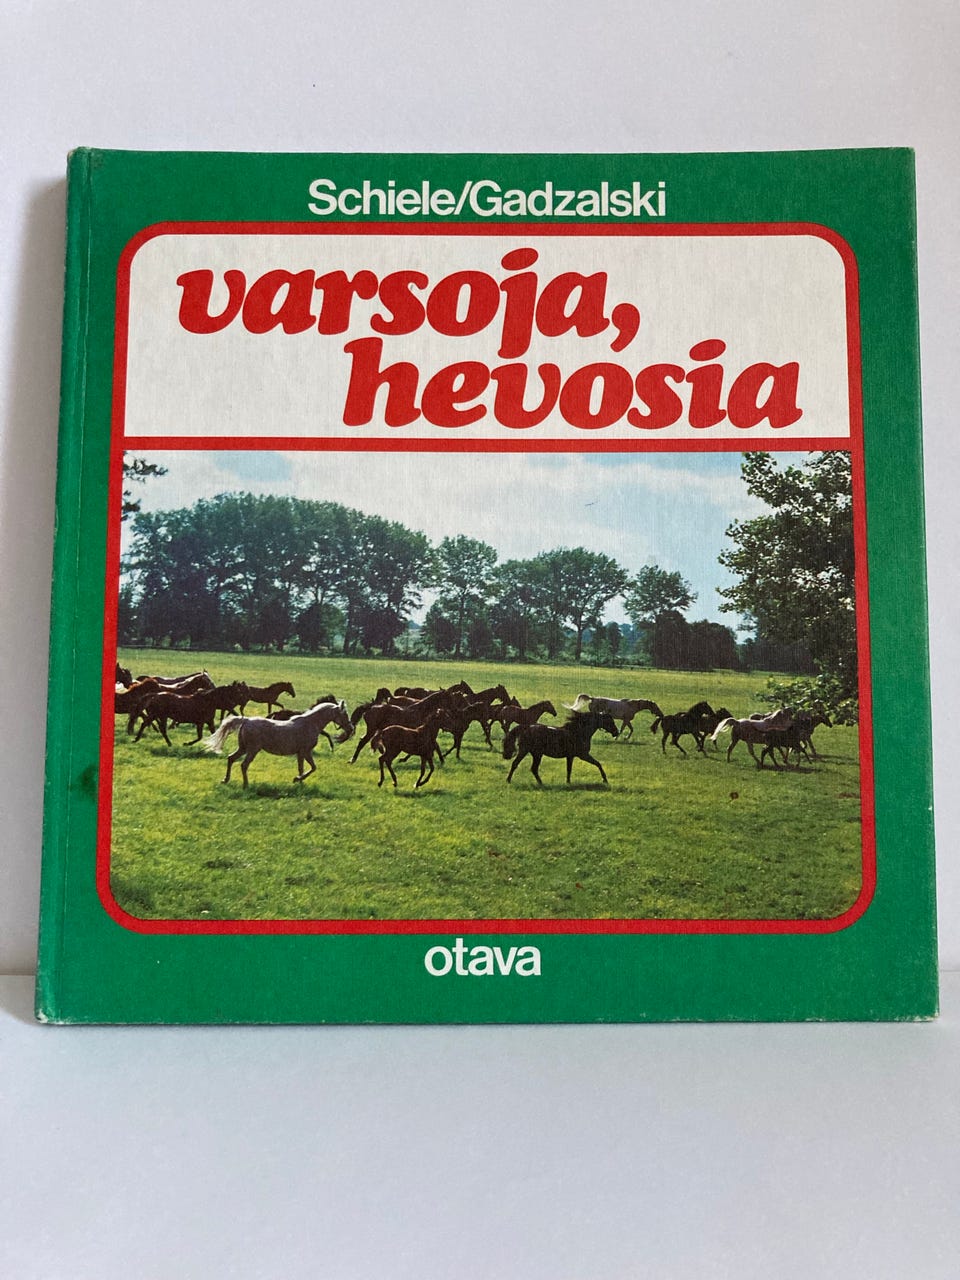 Schiele/Gadzalski
varsoja,
hevosia
otava